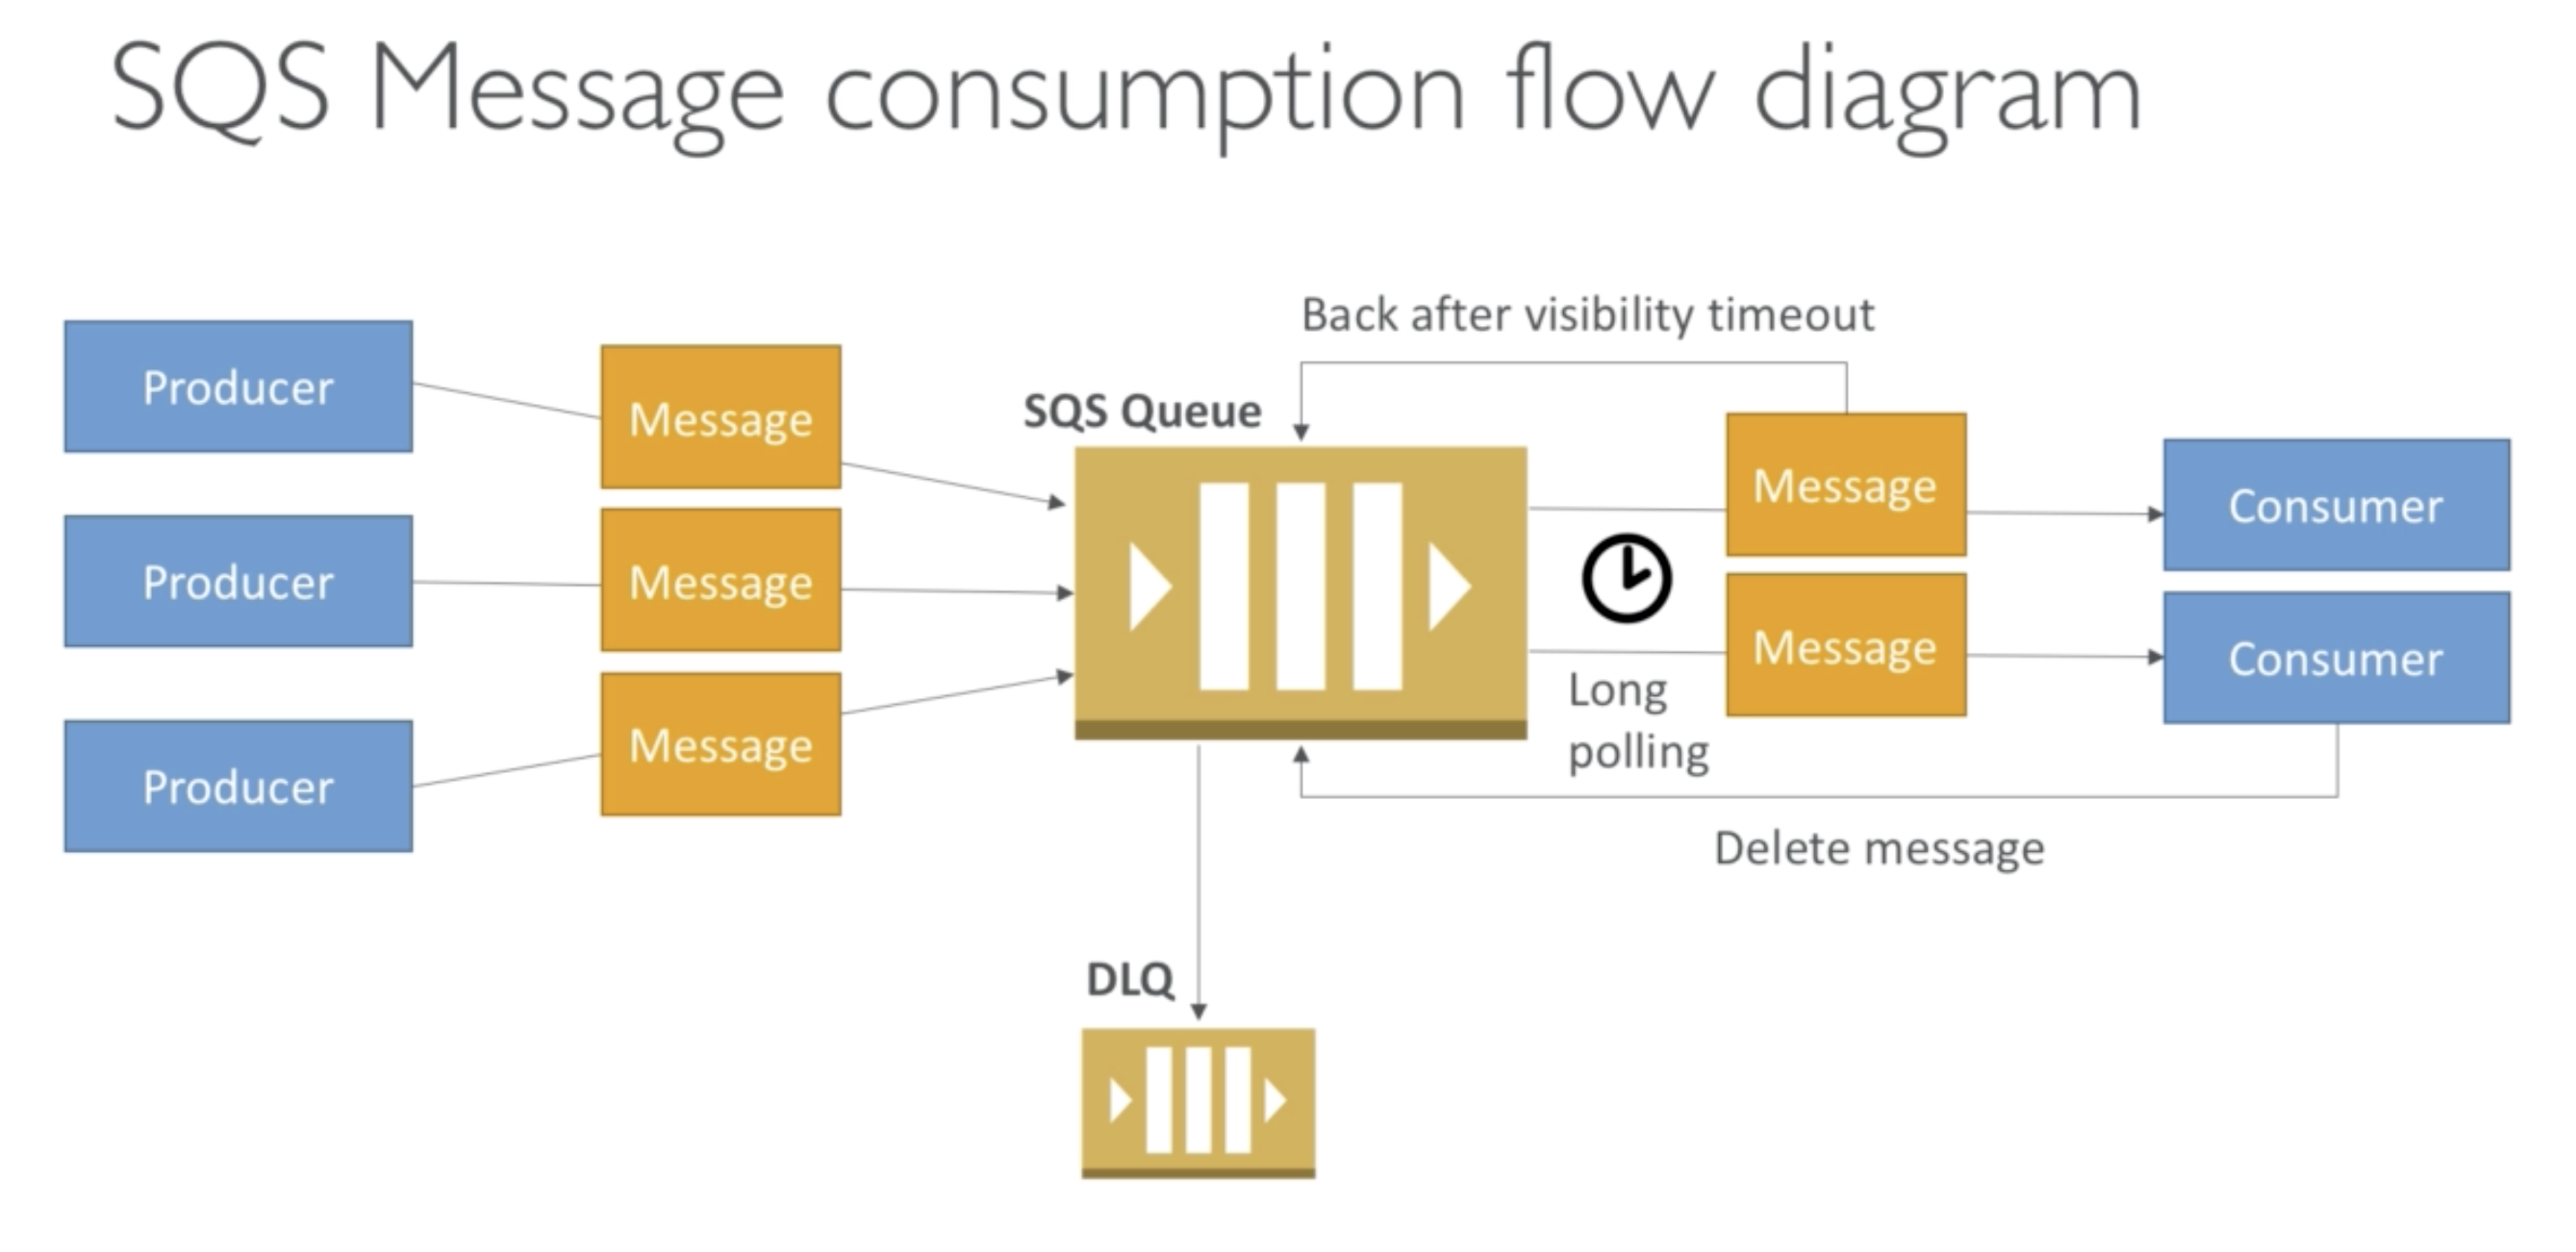 SQS Message consumption flow diagram
Back after visibility timeout
Producer
Message
SQS Queue
Message
Consumer
Producer
Message
Message
Consumer
Long
polling
Producer
Message
Delete message
DLQ